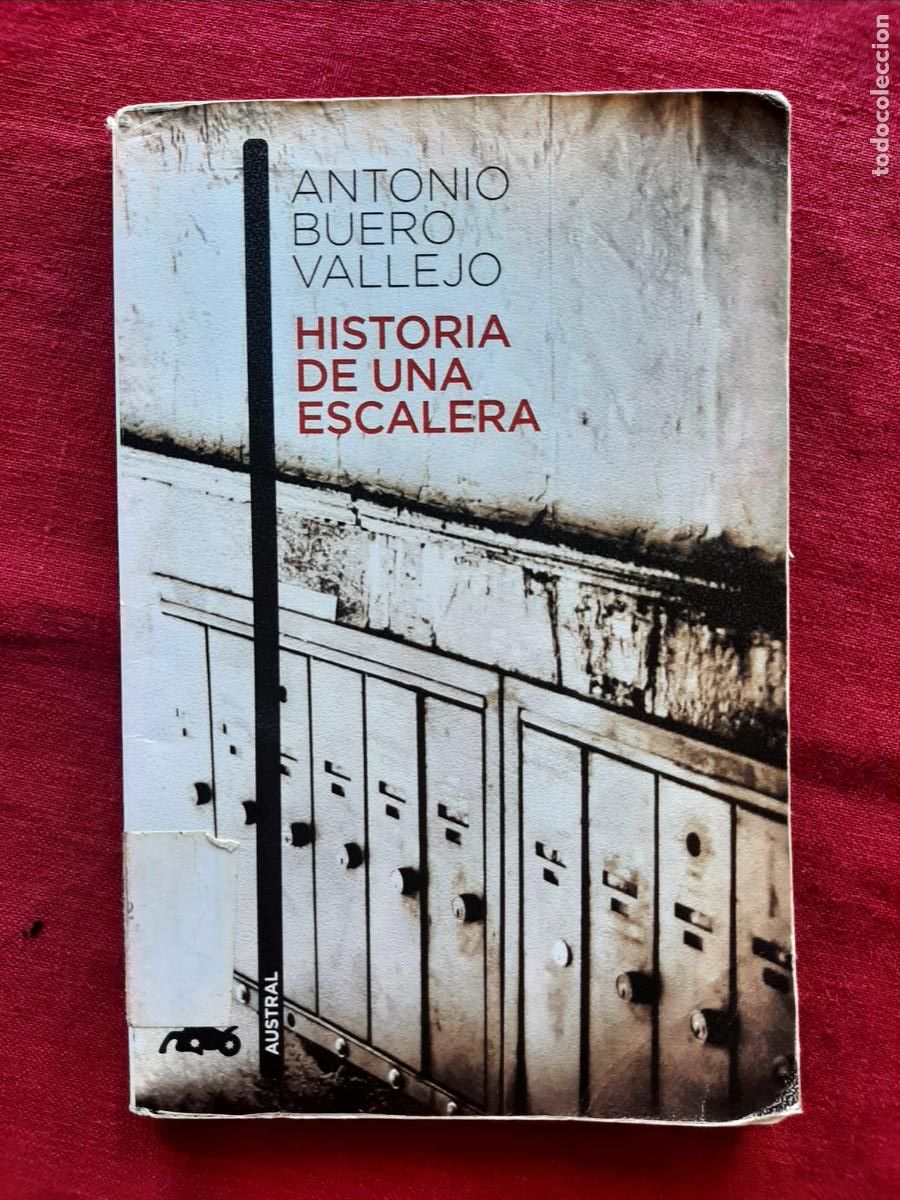 todocoleccion
ANTONIO
BUERO
VALLEJO
HISTORIA
DE UNA
ESCALERA
AUSTRAL